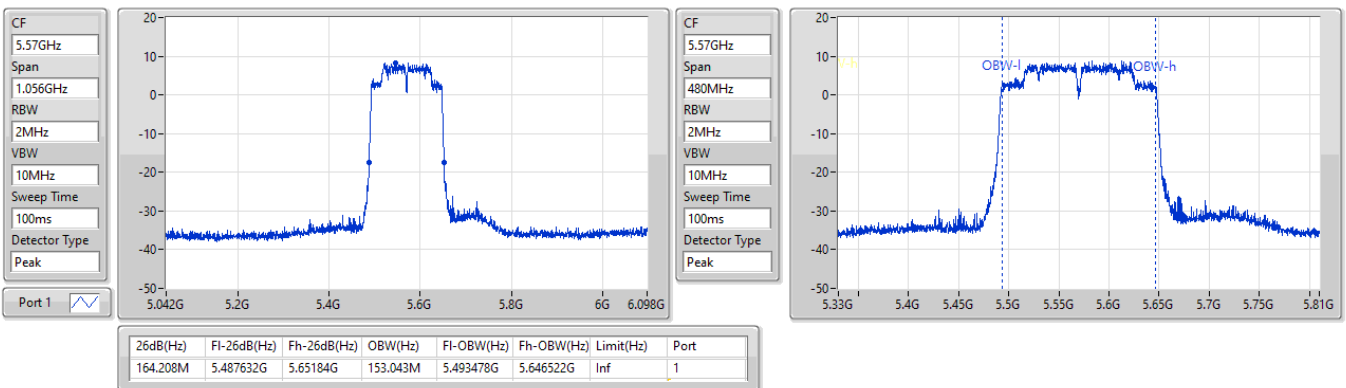 CF
5.57GHz
Span
1.056GHz
RBW
2MHz
VBW
10MHz
Sweep Time
100ms
Detector Type
Peak
Port 1
20
10
0
-10
-20
-30
-40
-50
5.042G 5.2G 5.4G 5.6G 5.8G 6G 6.098G
CF
5.57GHz
Span
480MHz
RBW
2MHz
VBW
10MHz
Sweep Time
100ms
Detector Type
Peak
20
10
0
-10
-20
-30
-40
-50
OBW-l OBW-h
5.33G 5.4G 5.45G 5.5G 5.55G 5.6G 5.65G 5.7G 5.75G 5.81G
26dB(Hz) Fl-26dB(Hz) Fh-26dB(Hz) OBW(Hz) Fl-OBW(Hz) Fh-OBW(Hz) Limit(Hz) Port
164.208M 5.487632G 5.65184G 153.043M 5.493478G 5.646522G Inf 1